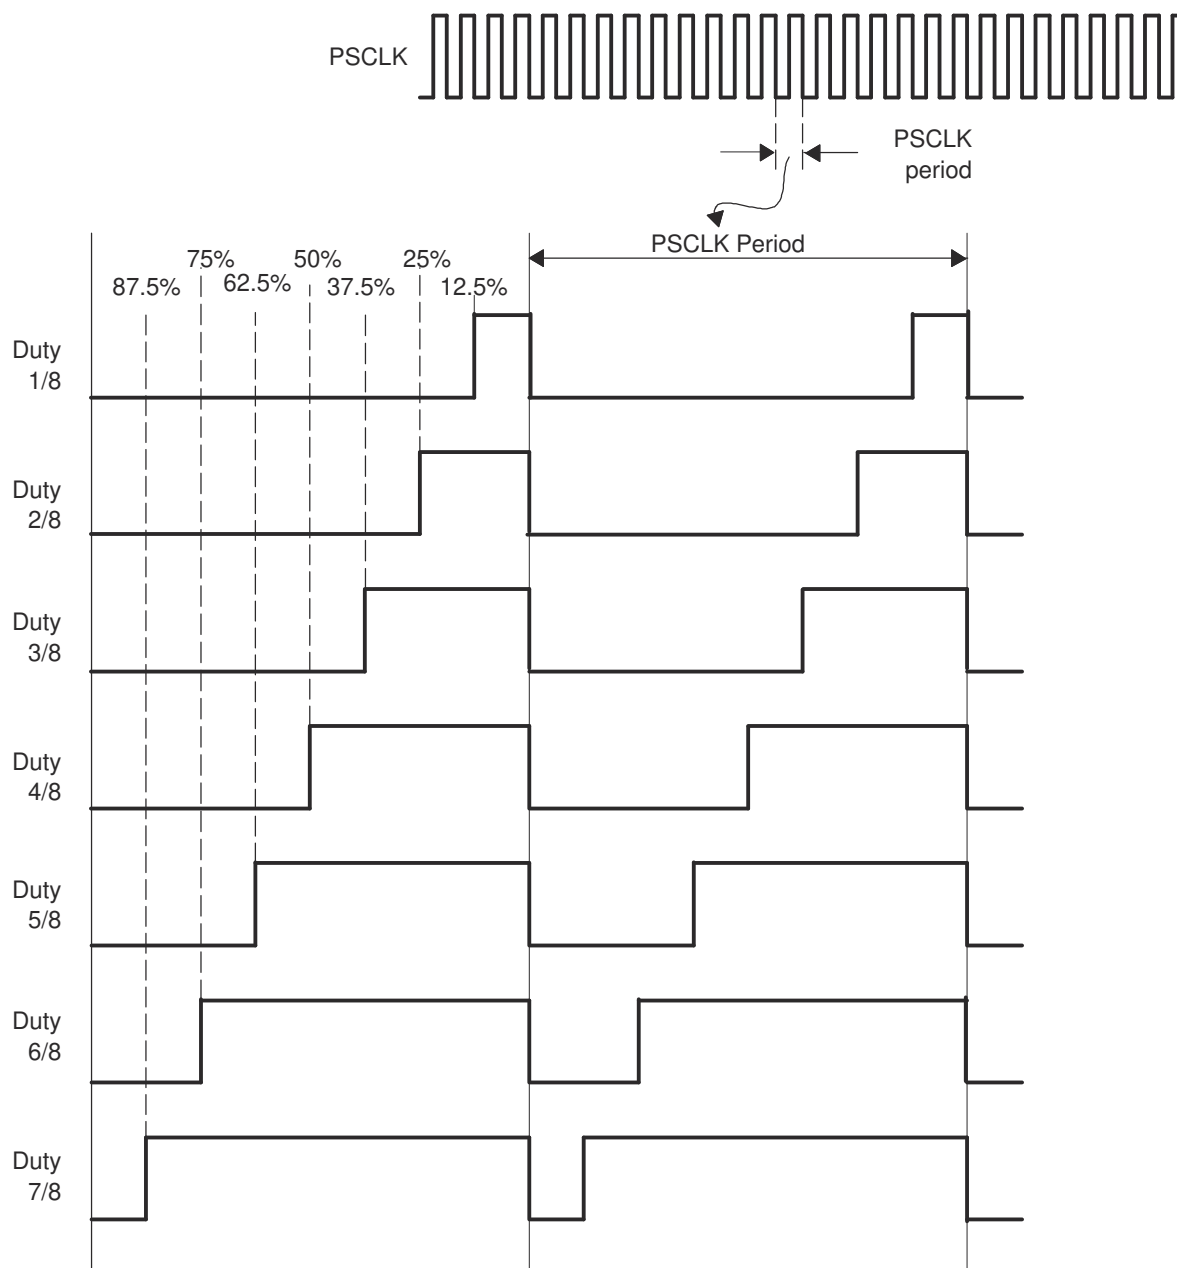 PSCLK
PSCLK
period
PSCLK Period
75%
50%
25%
87.5%
62.5%
37.5%
12.5%
Duty
1/8
Duty
2/8
Duty
3/8
Duty
4/8
Duty
5/8
Duty
6/8
Duty
7/8